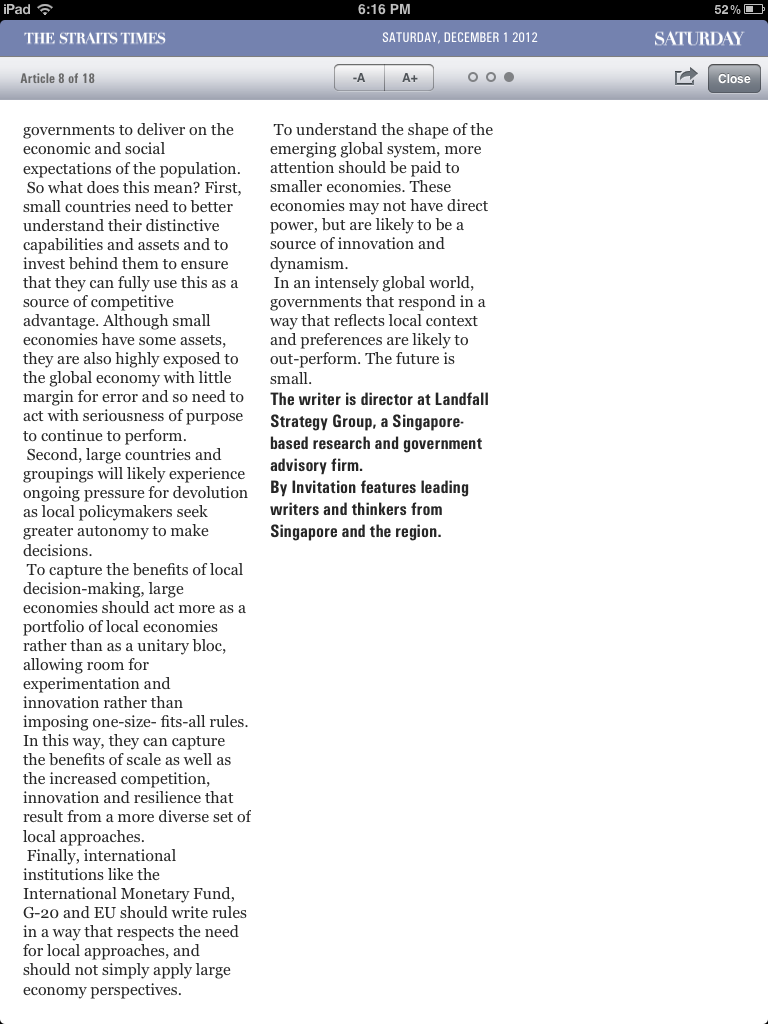 iPad
6:16 PM
52%
THE STRAITS TIMES
SATURDAY, DECEMBER 1 2012
SATURDAY
Article 8 of 18
-A
A+
Close
governments to deliver on the
economic and social
expectations of the population.
So what does this mean? First,
small countries need to better
understand their distinctive
capabilities and assets and to
invest behind them to ensure
that they can fully use this as a
source of competitive
advantage. Although small
economies have some assets,
they are also highly exposed to
the global economy with little
margin for error and so need to
act with seriousness of purpose
to continue to perform.
Second, large countries and
groupings will likely experience
ongoing pressure for devolution
as local policymakers seek
greater autonomy to make
decisions.
To capture the benefits of local
decision-making, large
economies should act more as a
portfolio of local economies
rather than as a unitary bloc,
allowing room for
experimentation and
innovation rather than
imposing one-size- fits-all rules.
In this way, they can capture
the benefits of scale as well as
the increased competition,
innovation and resilience that
result from a more diverse set of
local approaches.
Finally, international
institutions like the
International Monetary Fund,
G-20 and EU should write rules
in a way that respects the need
for local approaches, and
should not simply apply large
economy perspectives.
To understand the shape of the
emerging global system, more
attention should be paid to
smaller economies. These
economies may not have direct
power, but are likely to be a
source of innovation and
dynamism.
In an intensely global world,
governments that respond in a
way that reflects local context
and preferences are likely to
out-perform. The future is
small.
The writer is director at Landfall
Strategy Group, a Singapore-
based research and government
advisory firm.
By Invitation features leading
writers and thinkers from
Singapore and the region.